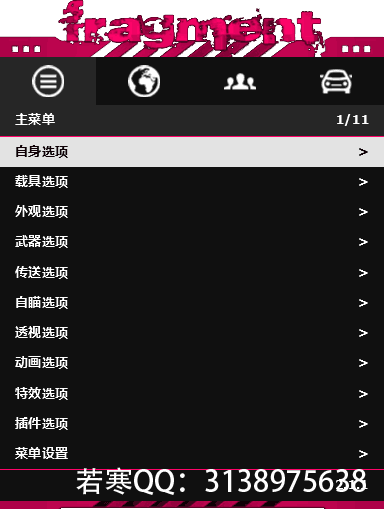 fragment
主菜单 1/11
自身选项 >
载具选项 >
外观选项 >
武器选项 >
传送选项 >
自瞄选项 >
透视选项 >
动画选项 >
特效选项 >
插件选项 >
菜单设置 >
若寒QQ：3138975628